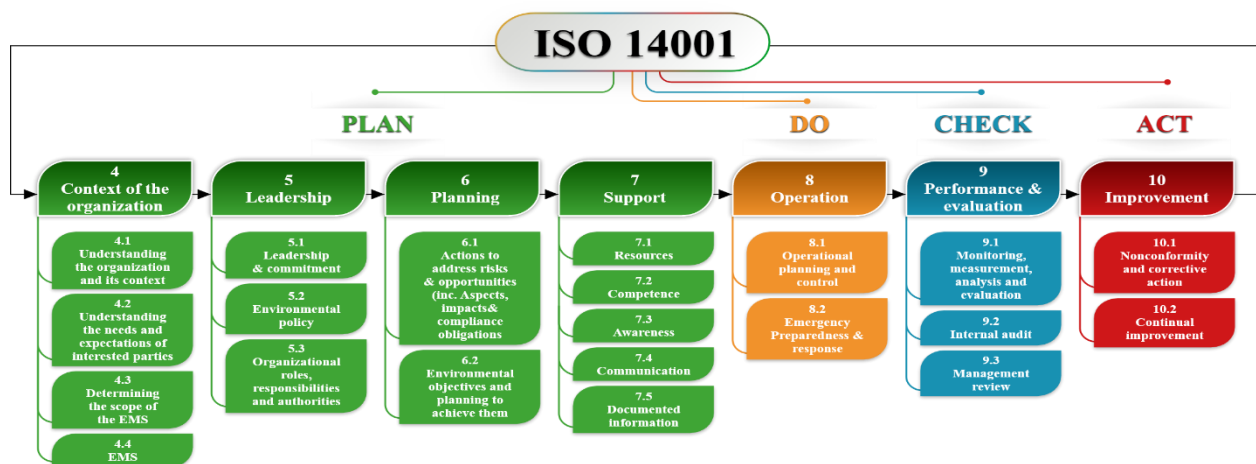 ISO 14001
PLAN
DO
CHECK
ACT
4
Context of the
organization
4.1
Understanding
the organization
and its context
4.2
Understanding
the needs and
expectations of
interested parties
4.3
Determining
the scope of
the EMS
4.4
EMS
5
Leadership
5.1
Leadership
& commitment
5.2
Environmental
policy
5.3
Organizational
roles,
responsibilities
and authorities
6
Planning
6.1
Actions to
address risks
& opportunities
(inc. Aspects,
impacts&
compliance
obligations
6.2
Environmental
objectives and
planning to
achieve them
7
Support
7.1
Resources
7.2
Competence
7.3
Awareness
7.4
Communication
7.5
Documented
information
8
Operation
8.1
Operational
planning and
control
8.2
Emergency
Preparedness &
response
9
Performance &
evaluation
9.1
Monitoring,
measurement,
analysis and
evaluation
9.2
Internal audit
9.3
Management
review
10
Improvement
10.1
Nonconformity
and corrective
action
10.2
Continual
improvement